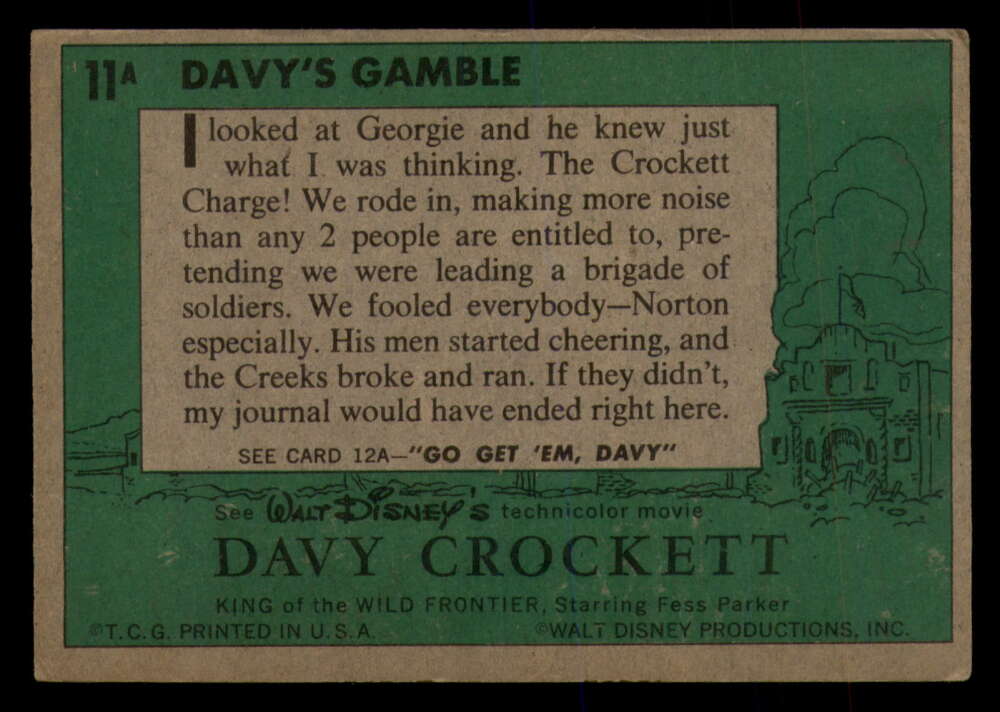 11A DAVY'S GAMBLE
I looked at Georgie and he knew just
what I was thinking. The Crockett
Charge! We rode in, making more noise
than any 2 people are entitled to, pre-
tending we were leading a brigade of
soldiers. We fooled everybody—Norton
especially. His men started cheering, and
the Creeks broke and ran. If they didn't,
my journal would have ended right here.
SEE CARD 12A—"GO GET 'EM, DAVY"
See WALT DISNEY'S technicolor movie
DAVY CROCKETT
KING of the WILD FRONTIER, Starring Fess Parker
©T.C.G. PRINTED IN U.S.A. ©WALT DISNEY PRODUCTIONS, INC.